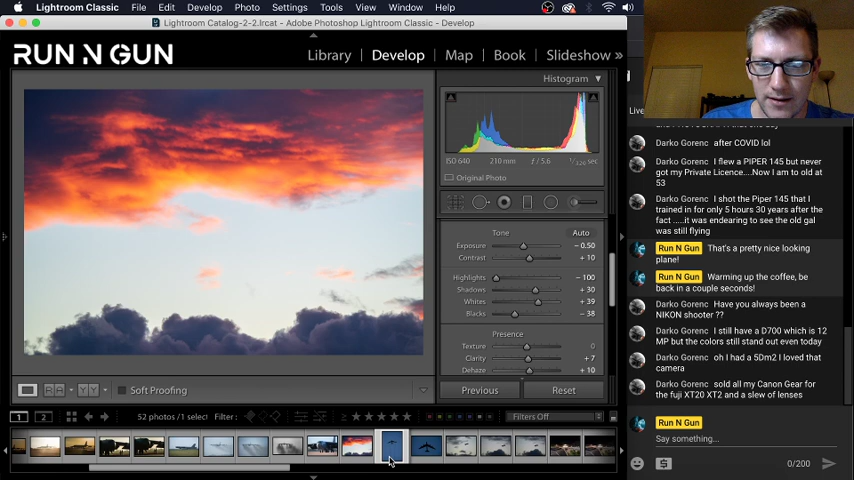 Lightroom Classic File Edit Develop Photo Settings Tools View Window Help
Lightroom Catalog-2-2.lrcat - Adobe Photoshop Lightroom Classic - Develop
RUN N GUN
Library | Develop | Map | Book | Slideshow »
Histogram ▼
ISO 640 210 mm ƒ / 5.6
Original Photo
Tone Auto
Exposure - 0.50
Contrast + 10
Highlights - 100
Shadows + 30
Whites + 39
Blacks - 38
Presence
Texture 0
Clarity + 7
Dehaze + 10
Previous Reset
Soft Proofing
1 2 52 photos / 1 select Filter: Filters Off
Live
after COVID lol
Darko Gorenc after COVID lol
Darko Gorenc I flew a PIPER 145 but never
got my Private Licence....Now I am to old at
53
Darko Gorenc I shot the Piper 145 that I
trained in for only 5 hours 30 years after the
fact .....it was endearing to see the old gal
was still flying
Run N Gun That's a pretty nice looking
plane!
Run N Gun Warming up the coffee, be
back in a couple seconds!
Darko Gorenc Have you always been a
NIKON shooter ??
Darko Gorenc I still have a D700 which is 12
MP but the colors still stand out even today
Darko Gorenc oh I had a 5Dm2 I loved that
camera
Darko Gorenc sold all my Canon Gear for
the fuji XT20 XT2 and a slew of lenses
Run N Gun
Say something...
0/200